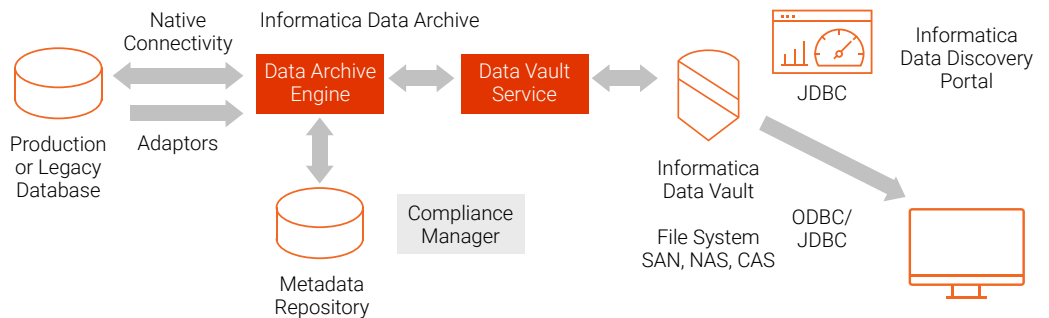 Native
Connectivity
Informatica Data Archive
Data Archive
Engine
Data Vault
Service
JDBC
Informatica
Data Discovery
Portal
Production
or Legacy
Database
Adaptors
Informatica
Data Vault
File System
SAN, NAS, CAS
ODBC/
JDBC
Compliance
Manager
Metadata
Repository